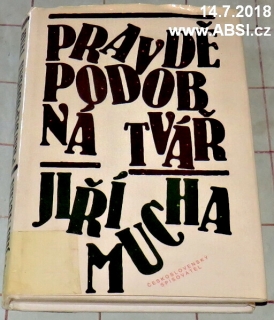 14.7.2018
www.ABSI.cz
PRAVDĚ
PODOB
NÁ TVÁŘ
JIŘÍ
MUCHA
ČESKOSLOVENSKÝ
SPISOVATEL